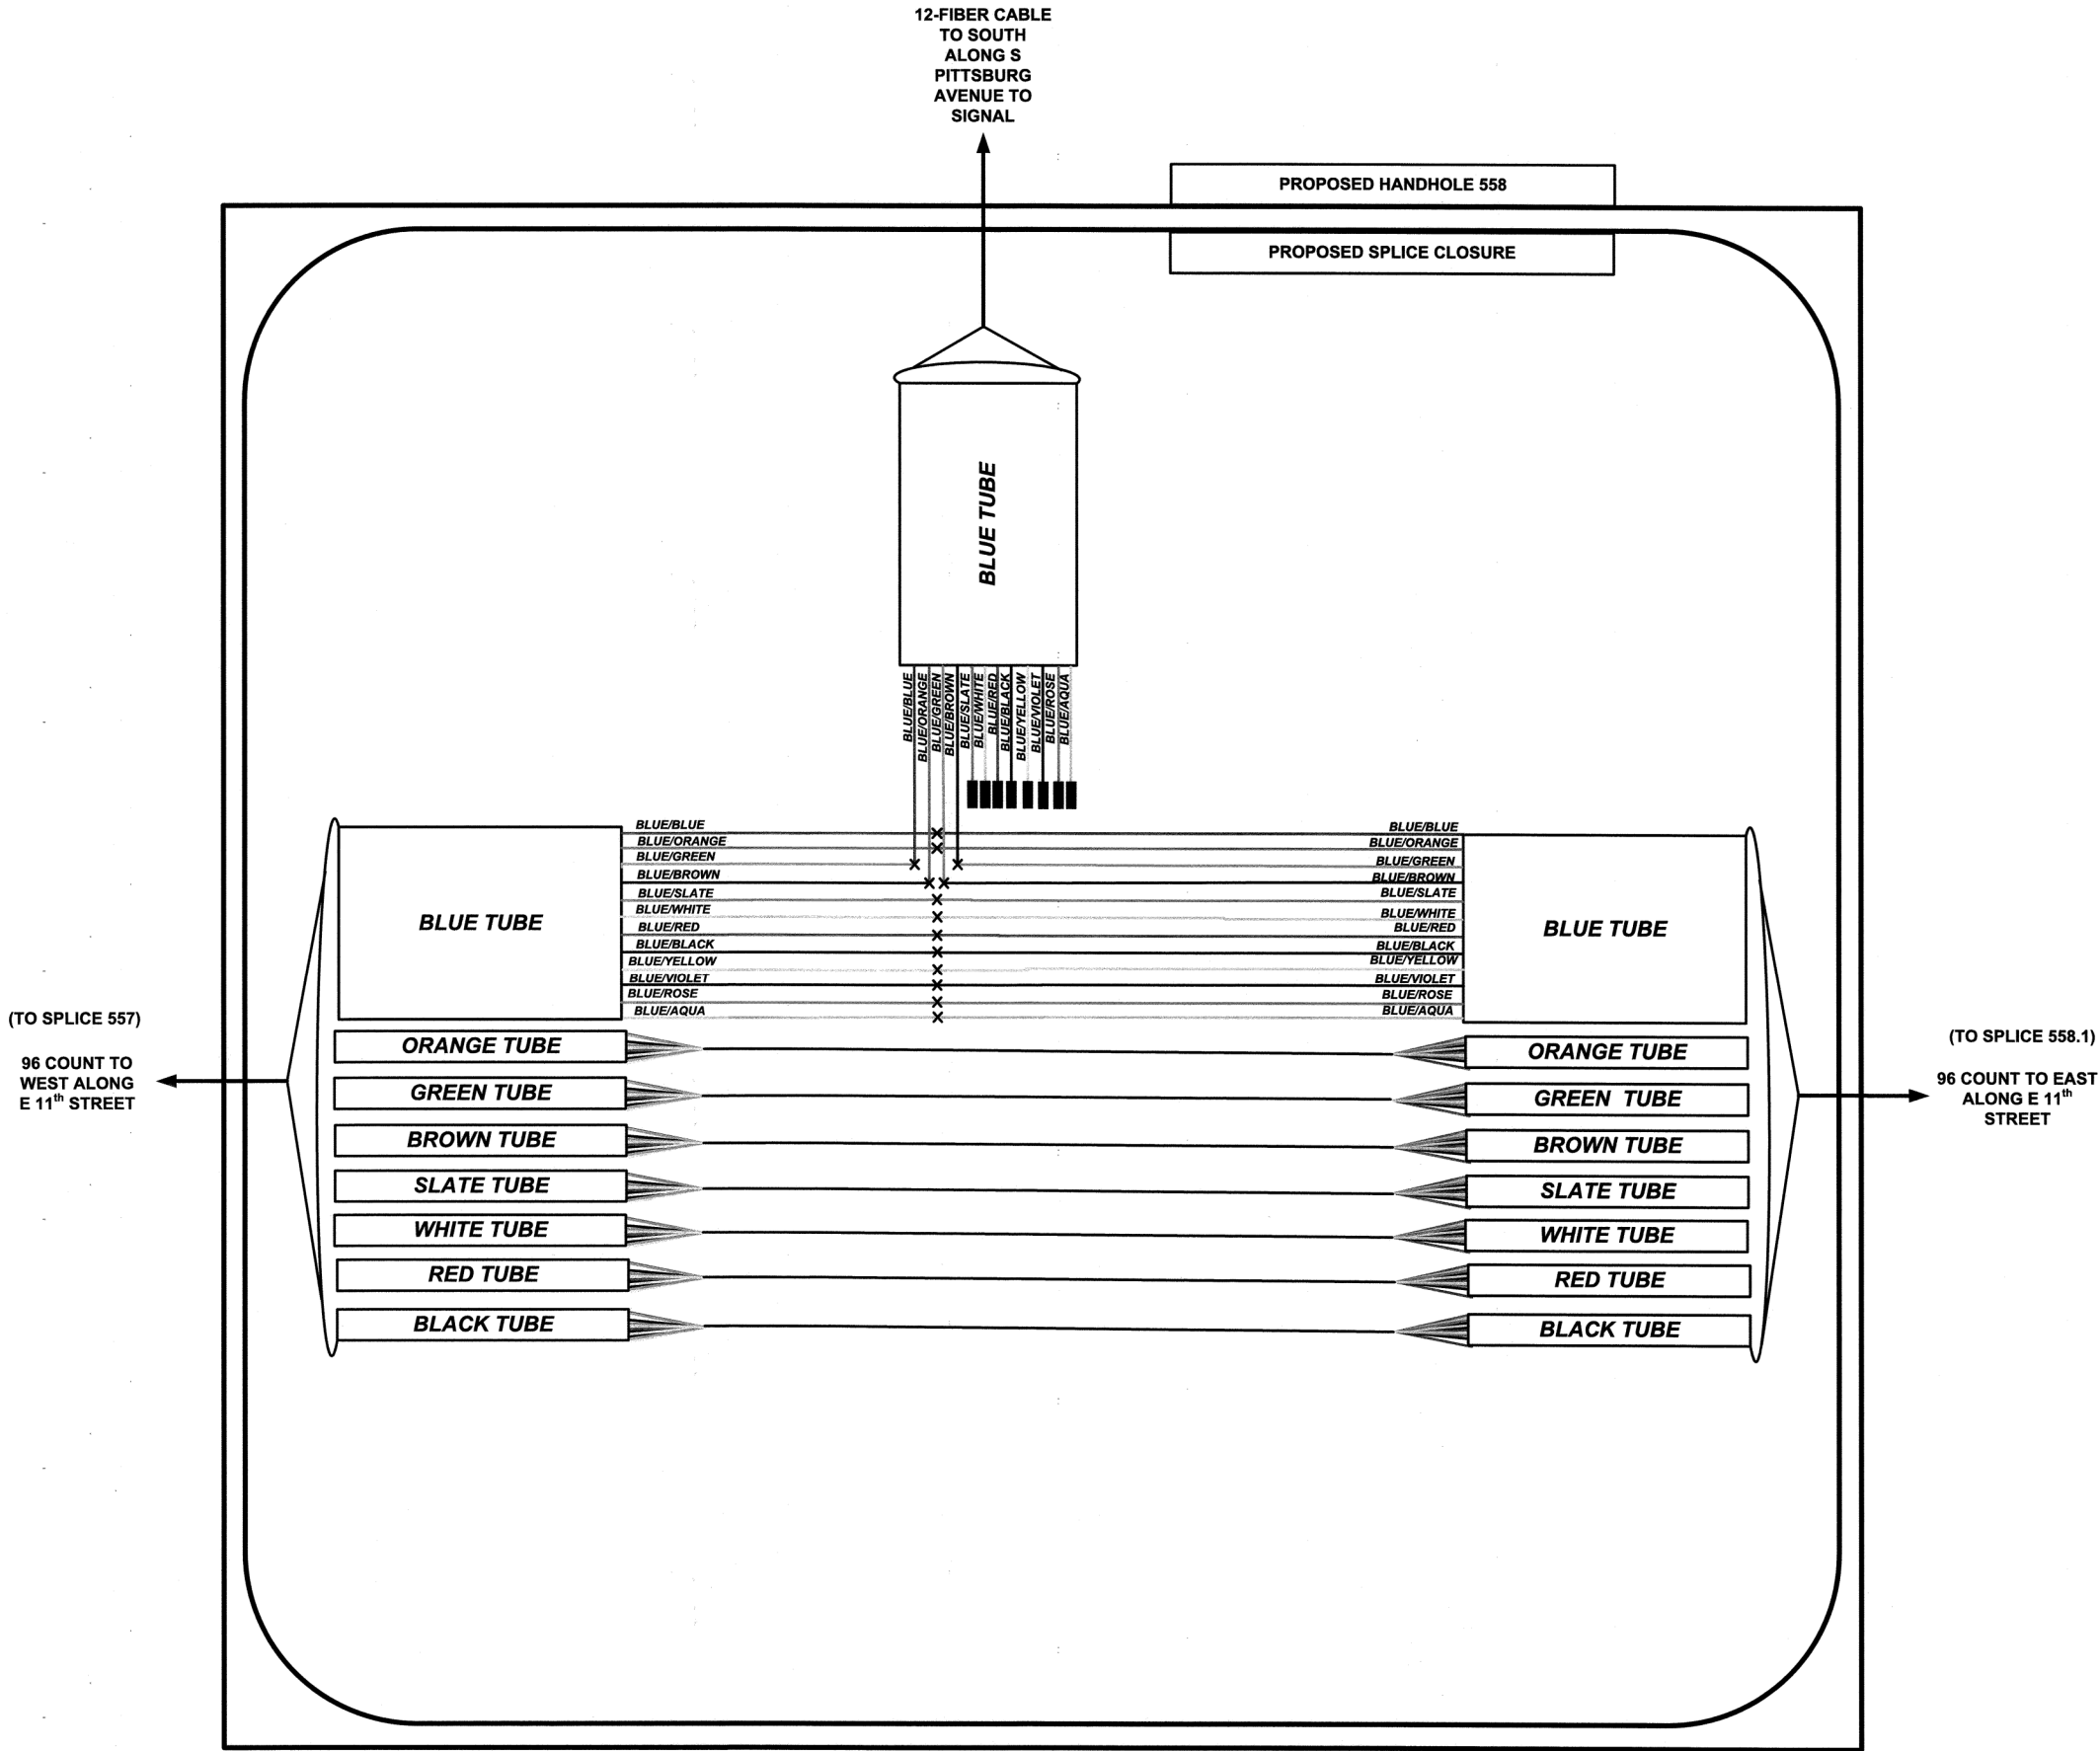 12-FIBER CABLE
TO SOUTH
ALONG S
PITTSBURG
AVENUE TO
SIGNAL
PROPOSED HANDHOLE 558
PROPOSED SPLICE CLOSURE
BLUE TUBE
BLUE/BLUE
BLUE/ORANGE
BLUE/GREEN
BLUE/BROWN
BLUE/SLATE
BLUE/WHITE
BLUE/RED
BLUE/BLACK
BLUE/YELLOW
BLUE/VIOLET
BLUE/ROSE
BLUE/AQUA
BLUE/BLUE
BLUE/ORANGE
BLUE/GREEN
BLUE/BROWN
BLUE/SLATE
BLUE/WHITE
BLUE/RED
BLUE/BLACK
BLUE/YELLOW
BLUE/VIOLET
BLUE/ROSE
BLUE/AQUA
BLUE/BLUE
BLUE/ORANGE
BLUE/GREEN
BLUE/BROWN
BLUE/SLATE
BLUE/WHITE
BLUE/RED
BLUE/BLACK
BLUE/YELLOW
BLUE/VIOLET
BLUE/ROSE
BLUE/AQUA
BLUE TUBE
BLUE TUBE
(TO SPLICE 557)
96 COUNT TO
WEST ALONG
E 11th STREET
ORANGE TUBE
GREEN TUBE
BROWN TUBE
SLATE TUBE
WHITE TUBE
RED TUBE
BLACK TUBE
ORANGE TUBE
GREEN TUBE
BROWN TUBE
SLATE TUBE
WHITE TUBE
RED TUBE
BLACK TUBE
(TO SPLICE 558.1)
96 COUNT TO EAST
ALONG E 11th
STREET